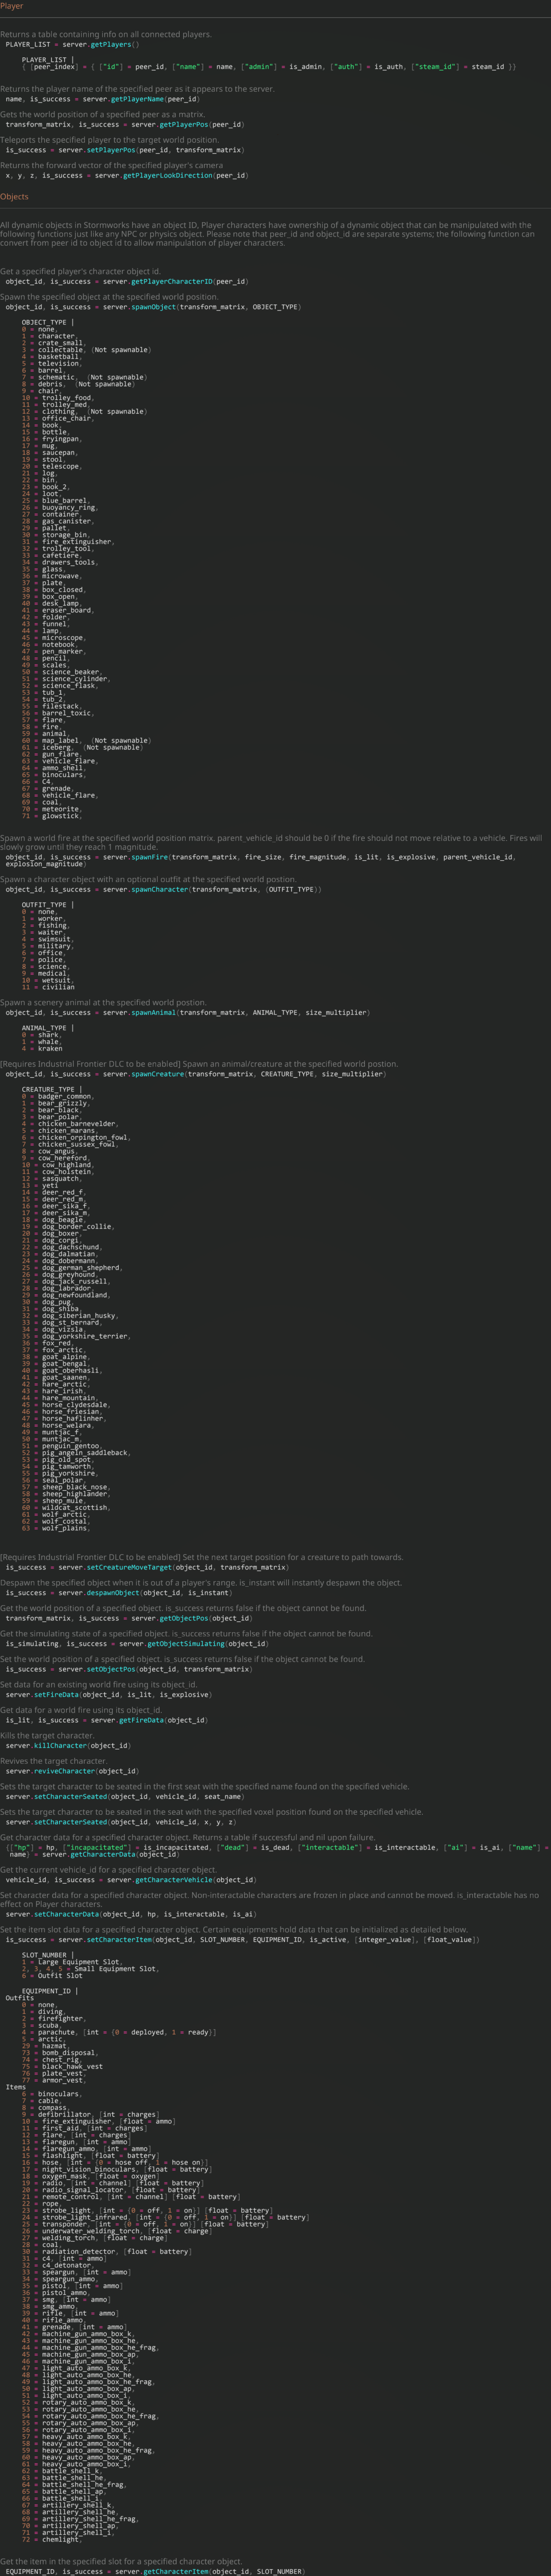 Player
Returns a table containing info on all connected players.
PLAYER_LIST = server.getPlayers()
PLAYER_LIST |
{ [peer_index] = { ["id"] = peer_id, ["name"] = name, ["admin"] = is_admin, ["auth"] = is_auth, ["steam_id"] = steam_id }}
Returns the player name of the specified peer as it appears to the server.
name, is_success = server.getPlayerName(peer_id)
Gets the world position of a specified peer as a matrix.
transform_matrix, is_success = server.getPlayerPos(peer_id)
Teleports the specified player to the target world position.
is_success = server.setPlayerPos(peer_id, transform_matrix)
Returns the forward vector of the specified player's camera
x, y, z, is_success = server.getPlayerLookDirection(peer_id)
Objects
All dynamic objects in Stormworks have an object ID, Player characters have ownership of a dynamic object that can be manipulated with the
following functions just like any NPC or physics object. Please note that peer_id and object_id are separate systems; the following function can
convert from peer id to object id to allow manipulation of player characters.
Get a specified player's character object id.
object_id, is_success = server.getPlayerCharacterID(peer_id)
Spawn the specified object at the specified world position.
object_id, is_success = server.spawnObject(transform_matrix, OBJECT_TYPE)
OBJECT_TYPE |
0 = none,
1 = character,
2 = crate_small,
3 = collectable, (Not spawnable)
4 = basketball,
5 = television,
6 = barrel,
7 = schematic,  (Not spawnable)
8 = debris,  (Not spawnable)
9 = chair,
10 = trolley_food,
11 = trolley_med,
12 = clothing,  (Not spawnable)
13 = office_chair,
14 = book,
15 = bottle,
16 = fryingpan,
17 = mug,
18 = saucepan,
19 = stool,
20 = telescope,
21 = log,
22 = bin,
23 = book_2,
24 = loot,
25 = blue_barrel,
26 = buoyancy_ring,
27 = container,
28 = gas_canister,
29 = pallet,
30 = storage_bin,
31 = fire_extinguisher,
32 = trolley_tool,
33 = cafetiere,
34 = drawers_tools,
35 = glass,
36 = microwave,
37 = plate,
38 = box_closed,
39 = box_open,
40 = desk_lamp,
41 = eraser_board,
42 = folder,
43 = funnel,
44 = lamp,
45 = microscope,
46 = notebook,
47 = pen_marker,
48 = pencil,
49 = scales,
50 = science_beaker,
51 = science_cylinder,
52 = science_flask,
53 = tub_1,
54 = tub_2,
55 = filestack,
56 = barrel_toxic,
57 = flare,
58 = fire,
59 = animal,
60 = map_label,  (Not spawnable)
61 = iceberg,  (Not spawnable)
62 = gun_flare,
63 = vehicle_flare,
64 = ammo_shell,
65 = binoculars,
66 = C4,
67 = grenade,
68 = vehicle_flare,
69 = coal,
70 = meteorite,
71 = glowstick,
Spawn a world fire at the specified world position matrix. parent_vehicle_id should be 0 if the fire should not move relative to a vehicle. Fires will
slowly grow until they reach 1 magnitude.
object_id, is_success = server.spawnFire(transform_matrix, fire_size, fire_magnitude, is_lit, is_explosive, parent_vehicle_id,
explosion_magnitude)
Spawn a character object with an optional outfit at the specified world postion.
object_id, is_success = server.spawnCharacter(transform_matrix, (OUTFIT_TYPE))
OUTFIT_TYPE |
0 = none,
1 = worker,
2 = fishing,
3 = waiter,
4 = swimsuit,
5 = military,
6 = office,
7 = police,
8 = science,
9 = medical,
10 = wetsuit,
11 = civilian
Spawn a scenery animal at the specified world postion.
object_id, is_success = server.spawnAnimal(transform_matrix, ANIMAL_TYPE, size_multiplier)
ANIMAL_TYPE |
0 = shark,
1 = whale,
4 = kraken
[Requires Industrial Frontier DLC to be enabled] Spawn an animal/creature at the specified world postion.
object_id, is_success = server.spawnCreature(transform_matrix, CREATURE_TYPE, size_multiplier)
CREATURE_TYPE |
0 = badger_common,
1 = bear_grizzly,
2 = bear_black,
3 = bear_polar,
4 = chicken_barnevelder,
5 = chicken_marans,
6 = chicken_orpington_fowl,
7 = chicken_sussex_fowl,
8 = cow_angus,
9 = cow_hereford,
10 = cow_highland,
11 = cow_holstein,
12 = sasquatch,
13 = yeti
14 = deer_red_f,
15 = deer_red_m,
16 = deer_sika_f,
17 = deer_sika_m,
18 = dog_beagle,
19 = dog_border_collie,
20 = dog_boxer,
21 = dog_corgi,
22 = dog_dachschund,
23 = dog_dalmatian,
24 = dog_dobermann,
25 = dog_german_shepherd,
26 = dog_greyhound,
27 = dog_jack_russell,
28 = dog_labrador,
29 = dog_newfoundland,
30 = dog_pug,
31 = dog_shiba,
32 = dog_siberian_husky,
33 = dog_st_bernard,
34 = dog_vizsla,
35 = dog_yorkshire_terrier,
36 = fox_red,
37 = fox_arctic,
38 = goat_alpine,
39 = goat_bengal,
40 = goat_oberhasli,
41 = goat_saanen,
42 = hare_arctic,
43 = hare_irish,
44 = hare_mountain,
45 = horse_clydesdale,
46 = horse_friesian,
47 = horse_haflinher,
48 = horse_welara,
49 = muntjac_f,
50 = muntjac_m,
51 = penguin_gentoo,
52 = pig_angeln_saddleback,
53 = pig_old_spot,
54 = pig_tamworth,
55 = pig_yorkshire,
56 = seal_polar,
57 = sheep_black_nose,
58 = sheep_highlander,
59 = sheep_mule,
60 = wildcat_scottish,
61 = wolf_arctic,
62 = wolf_costal,
63 = wolf_plains,
[Requires Industrial Frontier DLC to be enabled] Set the next target position for a creature to path towards.
is_success = server.setCreatureMoveTarget(object_id, transform_matrix)
Despawn the specified object when it is out of a player's range. is_instant will instantly despawn the object.
is_success = server.despawnObject(object_id, is_instant)
Get the world position of a specified object. is_success returns false if the object cannot be found.
transform_matrix, is_success = server.getObjectPos(object_id)
Get the simulating state of a specified object. is_success returns false if the object cannot be found.
is_simulating, is_success = server.getObjectSimulating(object_id)
Set the world position of a specified object. is_success returns false if the object cannot be found.
is_success = server.setObjectPos(object_id, transform_matrix)
Set data for an existing world fire using its object_id.
server.setFireData(object_id, is_lit, is_explosive)
Get data for a world fire using its object_id.
is_lit, is_success = server.getFireData(object_id)
Kills the target character.
server.killCharacter(object_id)
Revives the target character.
server.reviveCharacter(object_id)
Sets the target character to be seated in the first seat with the specified name found on the specified vehicle.
server.setCharacterSeated(object_id, vehicle_id, seat_name)
Sets the target character to be seated in the seat with the specified voxel position found on the specified vehicle.
server.setCharacterSeated(object_id, vehicle_id, x, y, z)
Get character data for a specified character object. Returns a table if successful and nil upon failure.
{["hp"] = hp, ["incapacitated"] = is_incapacitated, ["dead"] = is_dead, ["interactable"] = is_interactable, ["ai"] = is_ai, ["name"] =
name} = server.getCharacterData(object_id)
Get the current vehicle_id for a specified character object.
vehicle_id, is_success = server.getCharacterVehicle(object_id)
Set character data for a specified character object. Non-interactable characters are frozen in place and cannot be moved. is_interactable has no
effect on Player characters.
server.setCharacterData(object_id, hp, is_interactable, is_ai)
Set the item slot data for a specified character object. Certain equipments hold data that can be initialized as detailed below.
is_success = server.setCharacterItem(object_id, SLOT_NUMBER, EQUIPMENT_ID, is_active, [integer_value], [float_value])
SLOT_NUMBER |
1 = Large Equipment Slot,
2, 3, 4, 5 = Small Equipment Slot,
6 = Outfit Slot
EQUIPMENT_ID |
Outfits
0 = none,
1 = diving,
2 = firefighter,
3 = scuba,
4 = parachute, [int = {0 = deployed, 1 = ready}]
5 = arctic,
29 = hazmat,
73 = bomb_disposal,
74 = chest_rig,
75 = black_hawk_vest
76 = plate_vest,
77 = armor_vest,
Items
6 = binoculars,
7 = cable,
8 = compass,
9 = defibrillator, [int = charges]
10 = fire_extinguisher, [float = ammo]
11 = first_aid, [int = charges]
12 = flare, [int = charges]
13 = flaregun, [int = ammo]
14 = flaregun_ammo, [int = ammo]
15 = flashlight, [float = battery]
16 = hose, [int = {0 = hose off, 1 = hose on}]
17 = night_vision_binoculars, [float = battery]
18 = oxygen_mask, [float = oxygen]
19 = radio, [int = channel] [float = battery]
20 = radio_signal_locator, [float = battery]
21 = remote_control, [int = channel] [float = battery]
22 = rope,
23 = strobe_light, [int = {0 = off, 1 = on}] [float = battery]
24 = strobe_light_infrared, [int = {0 = off, 1 = on}] [float = battery]
25 = transponder, [int = {0 = off, 1 = on}] [float = battery]
26 = underwater_welding_torch, [float = charge]
27 = welding_torch, [float = charge]
28 = coal,
30 = radiation_detector, [float = battery]
31 = c4, [int = ammo]
32 = c4_detonator,
33 = speargun, [int = ammo]
34 = speargun_ammo,
35 = pistol, [int = ammo]
36 = pistol_ammo,
37 = smg, [int = ammo]
38 = smg_ammo,
39 = rifle, [int = ammo]
40 = rifle_ammo,
41 = grenade, [int = ammo]
42 = machine_gun_ammo_box_k,
43 = machine_gun_ammo_box_he,
44 = machine_gun_ammo_box_he_frag,
45 = machine_gun_ammo_box_ap,
46 = machine_gun_ammo_box_i,
47 = light_auto_ammo_box_k,
48 = light_auto_ammo_box_he,
49 = light_auto_ammo_box_he_frag,
50 = light_auto_ammo_box_ap,
51 = light_auto_ammo_box_i,
52 = rotary_auto_ammo_box_k,
53 = rotary_auto_ammo_box_he,
54 = rotary_auto_ammo_box_he_frag,
55 = rotary_auto_ammo_box_ap,
56 = rotary_auto_ammo_box_i,
57 = heavy_auto_ammo_box_k,
58 = heavy_auto_ammo_box_he,
59 = heavy_auto_ammo_box_he_frag,
60 = heavy_auto_ammo_box_ap,
61 = heavy_auto_ammo_box_i,
62 = battle_shell_k,
63 = battle_shell_he,
64 = battle_shell_he_frag,
65 = battle_shell_ap,
66 = battle_shell_i,
67 = artillery_shell_k,
68 = artillery_shell_he,
69 = artillery_shell_he_frag,
70 = artillery_shell_ap,
71 = artillery_shell_i,
72 = chemlight,
Get the item in the specified slot for a specified character object.
EQUIPMENT_ID, is_success = server.getCharacterItem(object_id, SLOT_NUMBER)